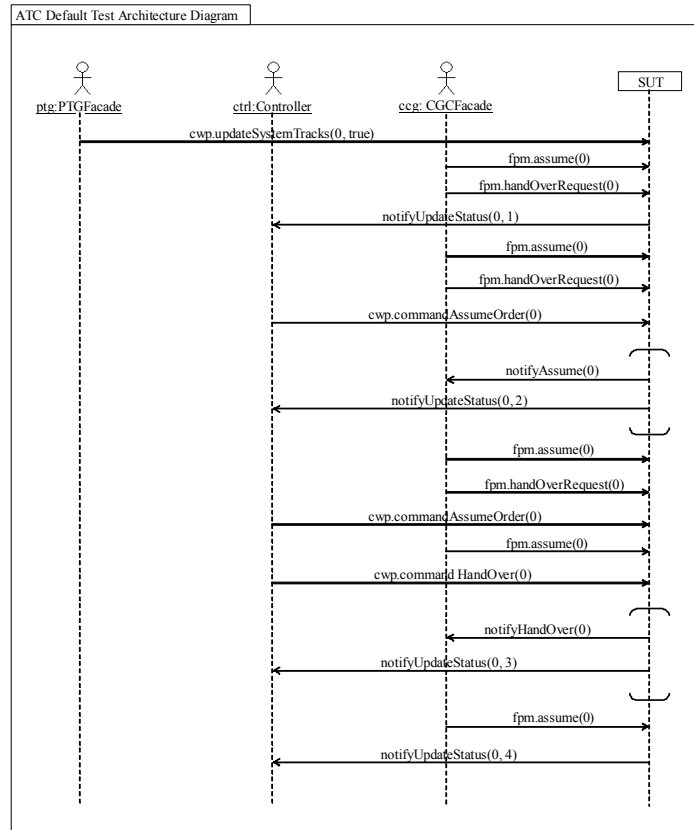 ATC Default Test Architecture Diagram
ptg:PTGFacade
ctrl:Controller
ccg: CGCFacade
SUT
cwp.updateSystemTracks(0, true)
fpm.assume(0)
fpm.handOverRequest(0)
notifyUpdateStatus(0, 1)
fpm.assume(0)
fpm.handOverRequest(0)
cwp.commandAssumeOrder(0)
notifyAssume(0)
notifyUpdateStatus(0, 2)
fpm.assume(0)
fpm.handOverRequest(0)
cwp.commandAssumeOrder(0)
fpm.assume(0)
cwp.command HandOver(0)
notifyHandOver(0)
notifyUpdateStatus(0, 3)
fpm.assume(0)
notifyUpdateStatus(0, 4)